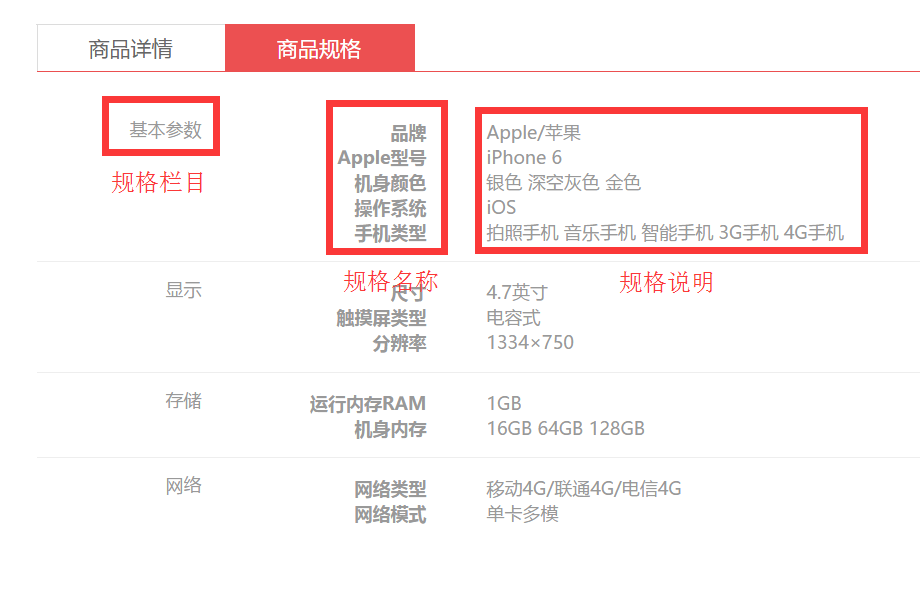 商品详情 商品规格
基本参数 品牌 Apple/苹果
Apple型号 iPhone 6
规格栏目 机身颜色 银色 深空灰色 金色
操作系统 iOS
手机类型 拍照手机 音乐手机 智能手机 3G手机 4G手机
规格名称 规格说明
显示 尺寸 4.7英寸
触摸屏类型 电容式
分辨率 1334×750
存储 运行内存RAM 1GB
机身内存 16GB 64GB 128GB
网络 网络类型 移动4G/联通4G/电信4G
网络模式 单卡多模